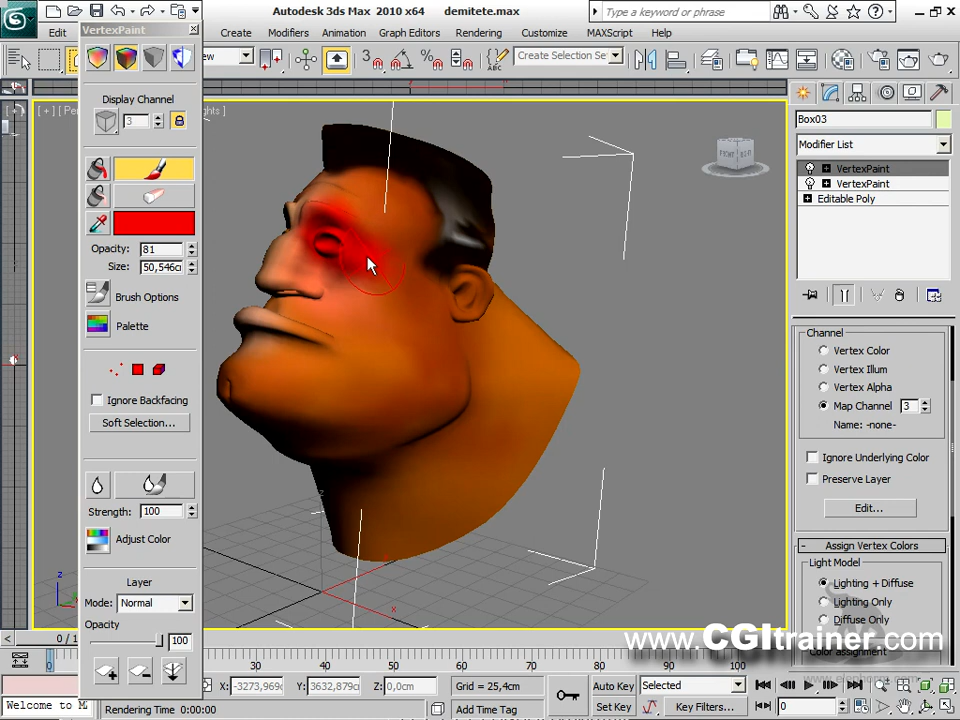 Autodesk 3ds Max 2010 x64 demitete.max
Type a keyword or phrase
Edit Create Modifiers Animation Graph Editors Rendering Customize MAXScript Help
VertexPaint
Create Selection Se
Display Channel
3
Opacity: 81
Size: 50,546c
Brush Options
Palette
Ignore Backfacing
Soft Selection...
Strength: 100
Adjust Color
Layer
Mode: Normal
Opacity
100
FRONT
Box03
Modifier List
VertexPaint
VertexPaint
Editable Poly
Channel
Vertex Color
Vertex Illum
Vertex Alpha
Map Channel 3
Name: -none-
Ignore Underlying Color
Preserve Layer
Edit...
Assign Vertex Colors
Light Model
Lighting + Diffuse
Lighting Only
Diffuse Only
Color assignment
www.CGItrainer.com
z
x
0 / 1
0 30 40 50 60 70 80 90 100
X: -3273,969 Y: 3632,879c Z: 0,0cm Grid = 25,4cm
Auto Key Selected
Welcome to M
Rendering Time 0:00:00
Add Time Tag
Set Key Key Filters... 0